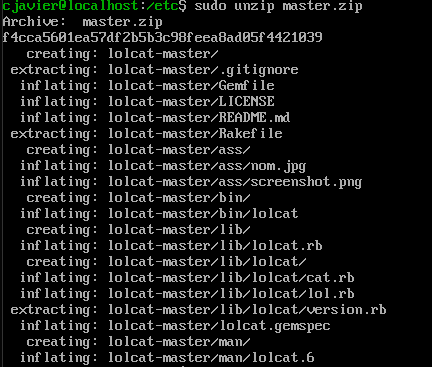 cjavier@localhost:/etc$ sudo unzip master.zip
Archive:  master.zip
f4cca5601ea57df2b5b3c98feea8ad05f4421039
   creating: lolcat-master/
 extracting: lolcat-master/.gitignore
  inflating: lolcat-master/Gemfile
  inflating: lolcat-master/LICENSE
  inflating: lolcat-master/README.md
 extracting: lolcat-master/Rakefile
   creating: lolcat-master/ass/
  inflating: lolcat-master/ass/nom.jpg
  inflating: lolcat-master/ass/screenshot.png
   creating: lolcat-master/bin/
  inflating: lolcat-master/bin/lolcat
   creating: lolcat-master/lib/
  inflating: lolcat-master/lib/lolcat.rb
   creating: lolcat-master/lib/lolcat/
  inflating: lolcat-master/lib/lolcat/cat.rb
  inflating: lolcat-master/lib/lolcat/lol.rb
 extracting: lolcat-master/lib/lolcat/version.rb
  inflating: lolcat-master/lolcat.gemspec
   creating: lolcat-master/man/
  inflating: lolcat-master/man/lolcat.6